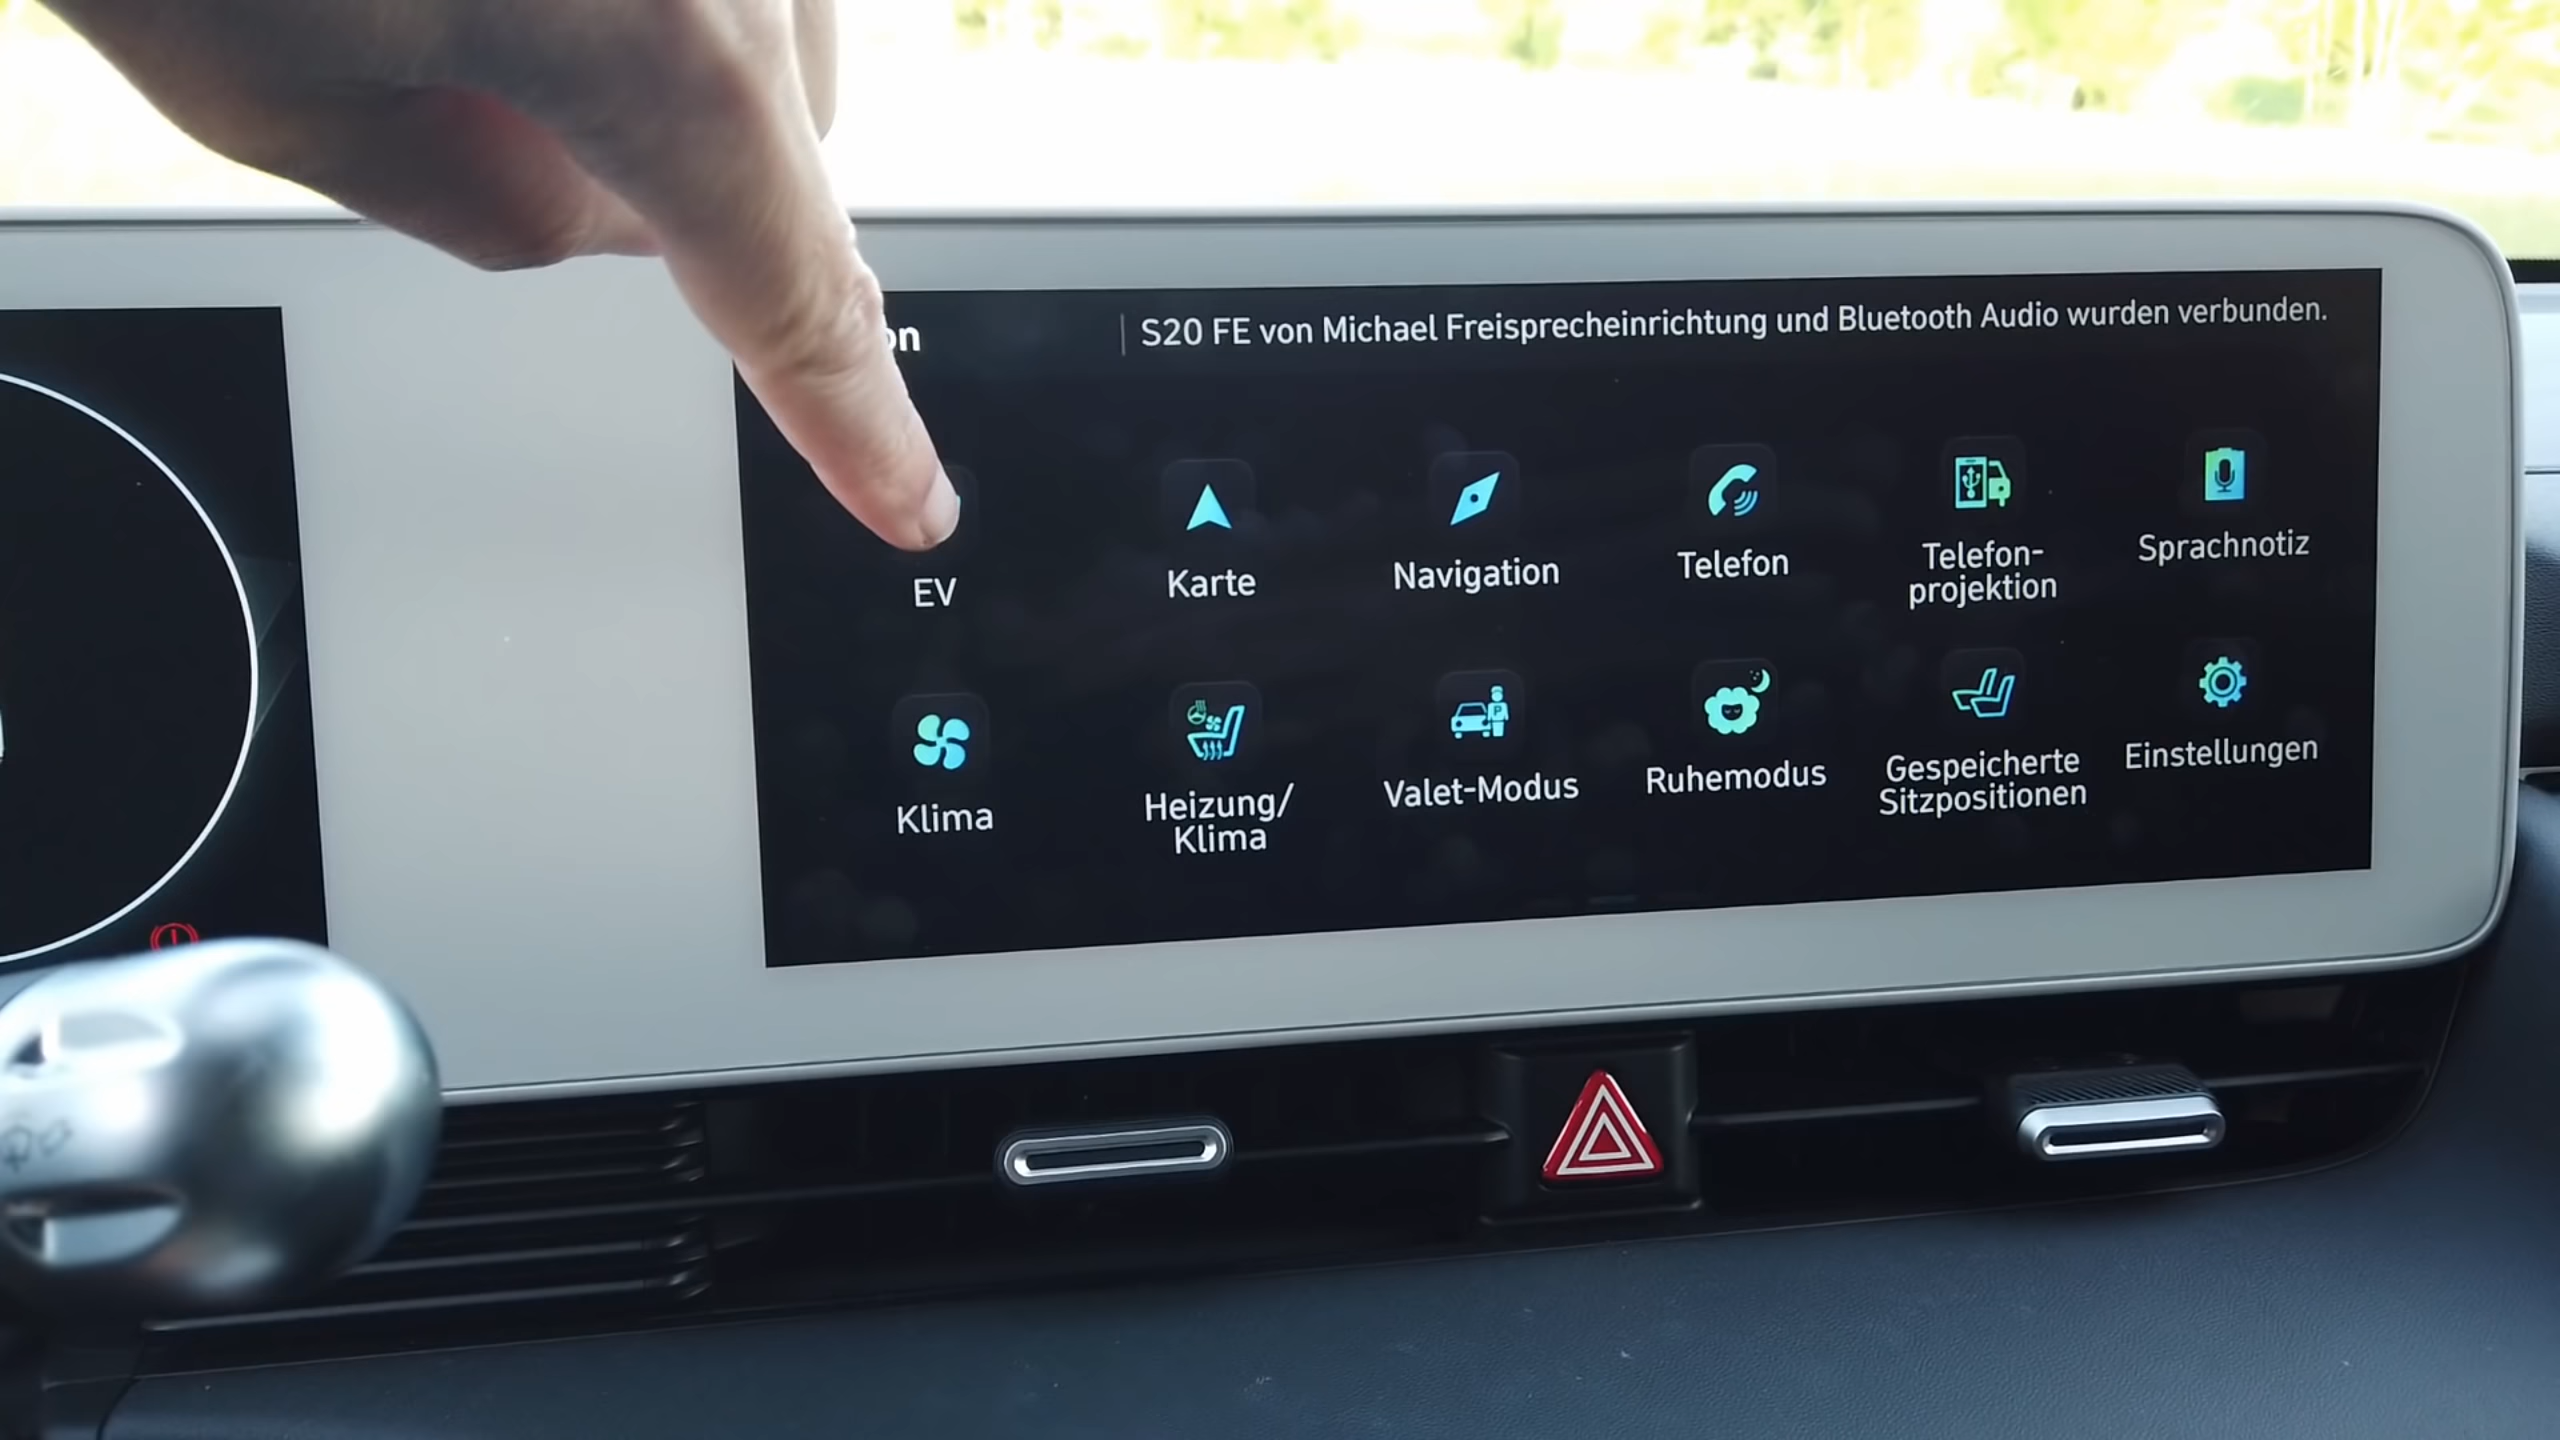 S20 FE von Michael Freisprecheinrichtung und Bluetooth Audio wurden verbunden.
EV
Karte
Navigation
Telefon
Telefon-
projektion
Sprachnotiz
Klima
Heizung/
Klima
Valet-Modus
Ruhemodus
Gespeicherte
Sitzpositionen
Einstellungen